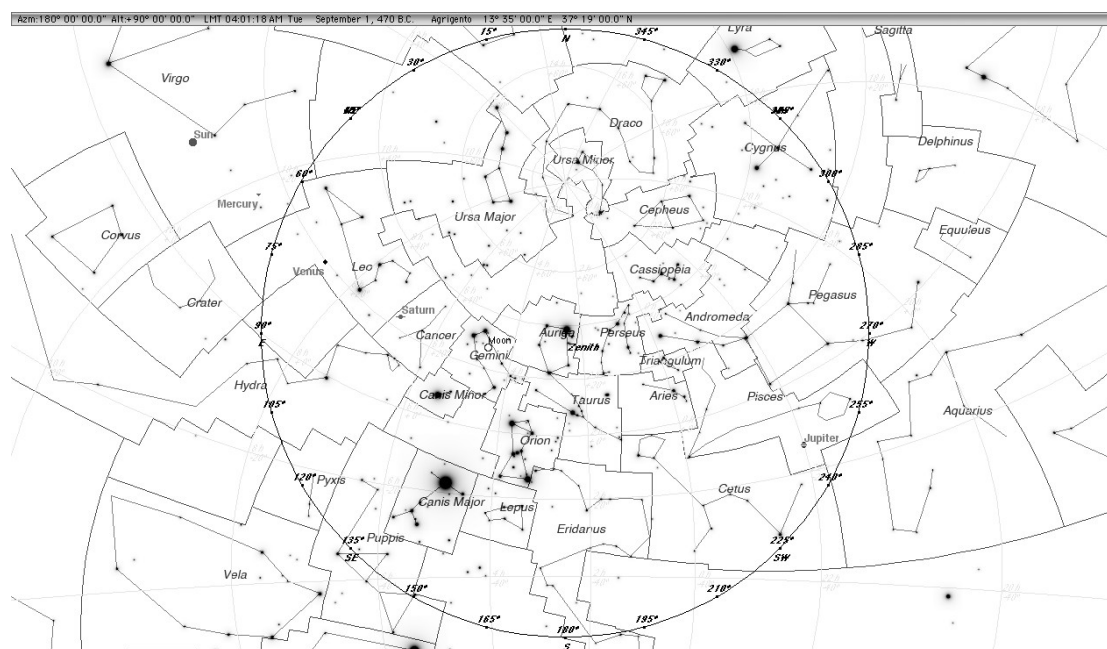 Azm:180° 00' 00.0" Alt:+90° 00' 00.0" LMT 04:01:18 AM Tue September 1, 470 B.C. Agrigento 13° 35' 00.0" E 37° 19' 00.0" N
Lyra
Sagitta
15°
N
345°
30°
330°
Virgo
Draco
Sun
Ursa Minor
Cygnus
Delphinus
60°
300°
Mercury
Ursa Major
Cepheus
Corvus
Equuleus
75°
285°
Venus
Leo
Cassiopeia
Crater
Saturn
Pegasus
Andromeda
90°
E
Cancer
Moon
Gemini
Auriga
Zenith
Perseus
270°
W
Triangulum
Hydra
Canis Minor
Taurus
Aries
Pisces
105°
255°
Aquarius
Orion
Jupiter
120°
Pyxis
240°
Canis Major
Lepus
Cetus
Eridanus
Puppis
135°
SE
225°
SW
Vela
150°
210°
165°
180°
S
195°